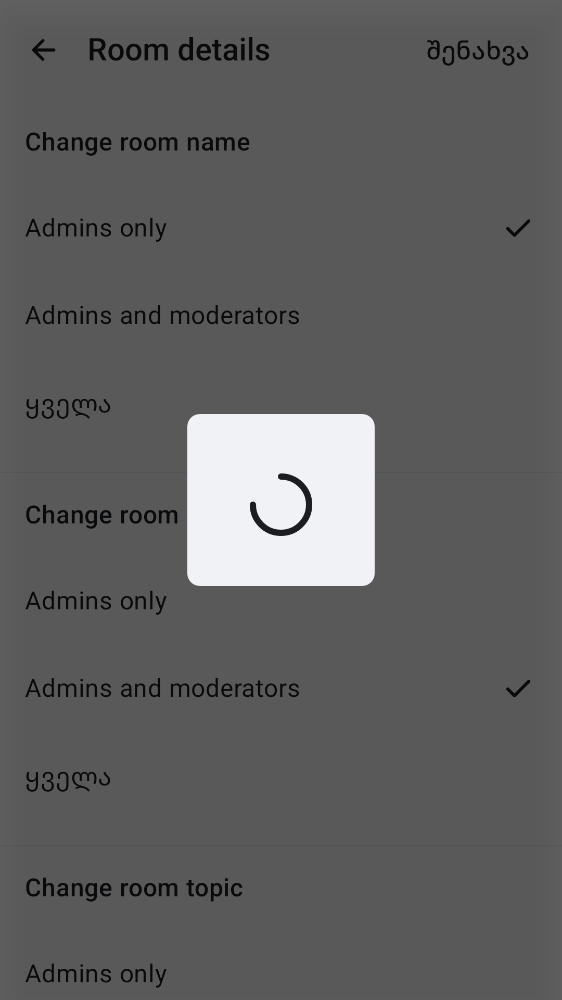 Room details
შენახვა
Change room name
Admins only
Admins and moderators
ყველა
Change room
Admins only
Admins and moderators
ყველა
Change room topic
Admins only